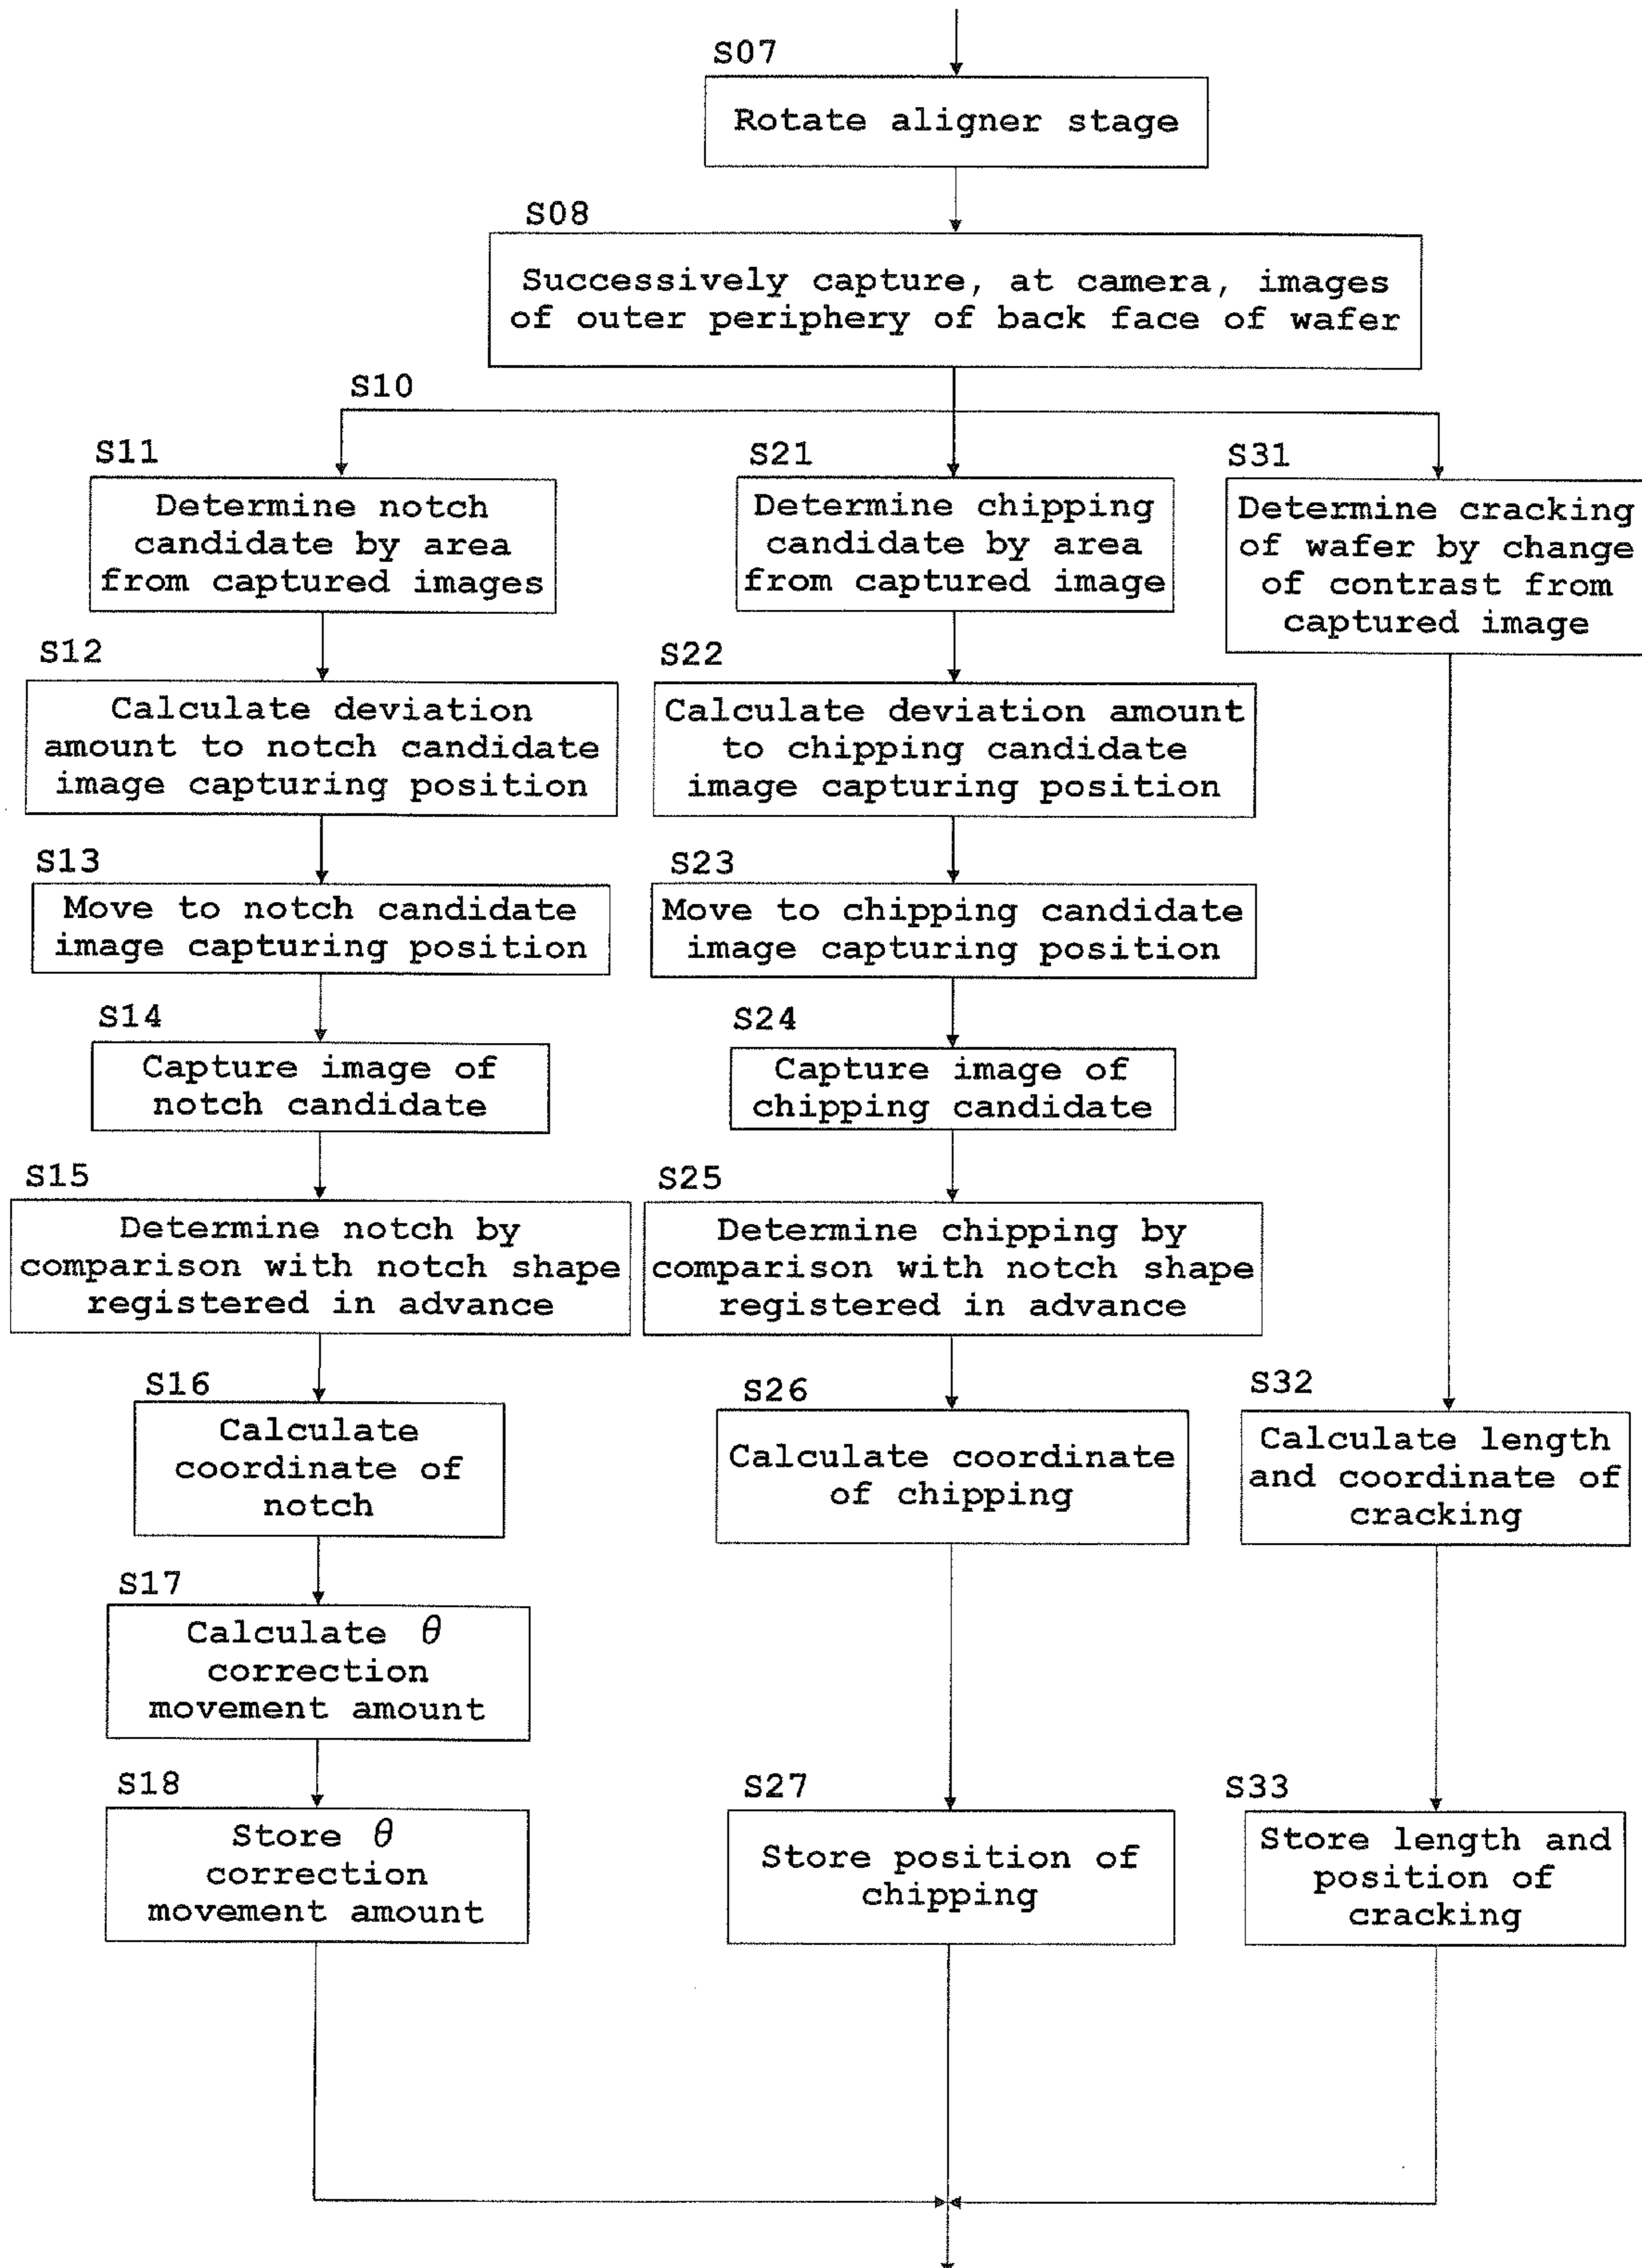 S07
Rotate aligner stage
S08
Successively capture, at camera, images
of outer periphery of back face of wafer
S10
S11
Determine notch
candidate by area
from captured images
S12
Calculate deviation
amount to notch candidate
image capturing position
S13
Move to notch candidate
image capturing position
S14
Capture image of
notch candidate
S15
Determine notch by
comparison with notch shape
registered in advance
S16
Calculate
coordinate of
notch
S17
Calculate θ
correction
movement amount
S18
Store θ
correction
movement amount
S21
Determine chipping
candidate by area
from captured image
S22
Calculate deviation amount
to chipping candidate
image capturing position
S23
Move to chipping candidate
image capturing position
S24
Capture image of
chipping candidate
S25
Determine chipping by
comparison with notch shape
registered in advance
S26
Calculate coordinate
of chipping
S27
Store position of
chipping
S31
Determine cracking
of wafer by change
of contrast from
captured image
S32
Calculate length
and coordinate of
cracking
S33
Store length and
position of
cracking